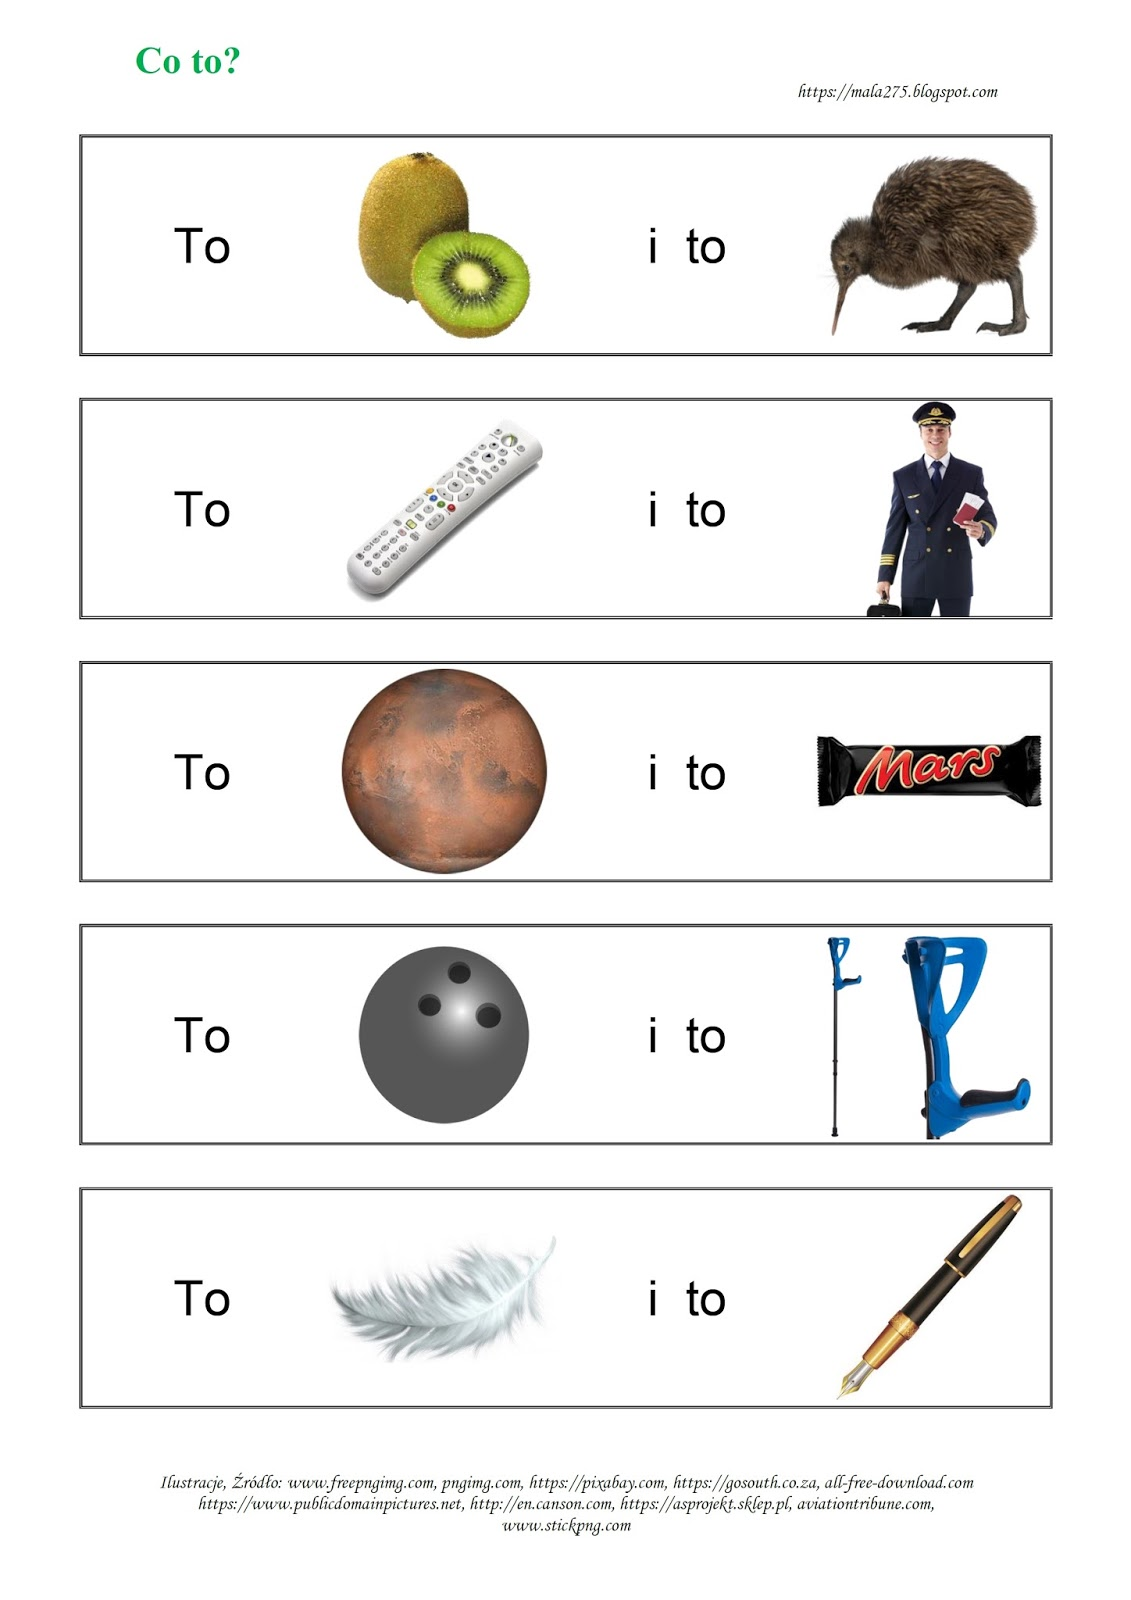 Co to?
https://mala275.blogspot.com
To i to
To i to
To i to Mars
To i to
To i to
Ilustracje, Źródło: www.freepngimg.com, pngimg.com, https://pixabay.com, https://gosouth.co.za, all-free-download.com
https://www.publicdomainpictures.net, http://en.canson.com, https://asprojekt.sklep.pl, aviationtribune.com,
www.stickpng.com